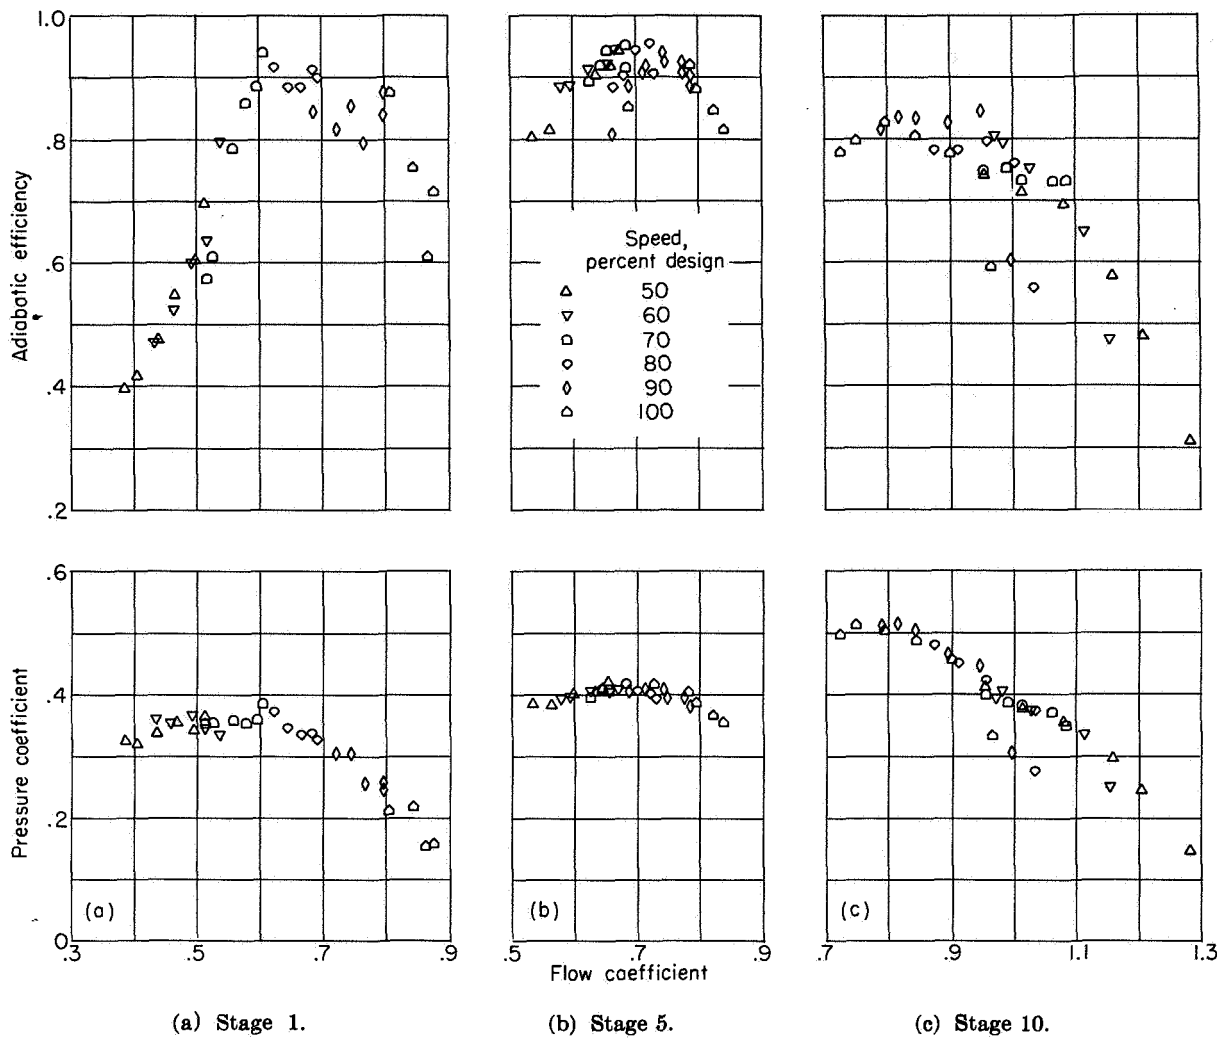 1.0
.8
.6
.4
.2
Adiabatic efficiency
Speed,
percent design
50
60
70
80
90
100
.6
.4
.2
0
Pressure coefficient
(a)
(b)
(c)
.3 .5 .7 .9
.5 .7 .9
.7 .9 1.1 1.3
Flow coefficient
(a) Stage 1.
(b) Stage 5.
(c) Stage 10.